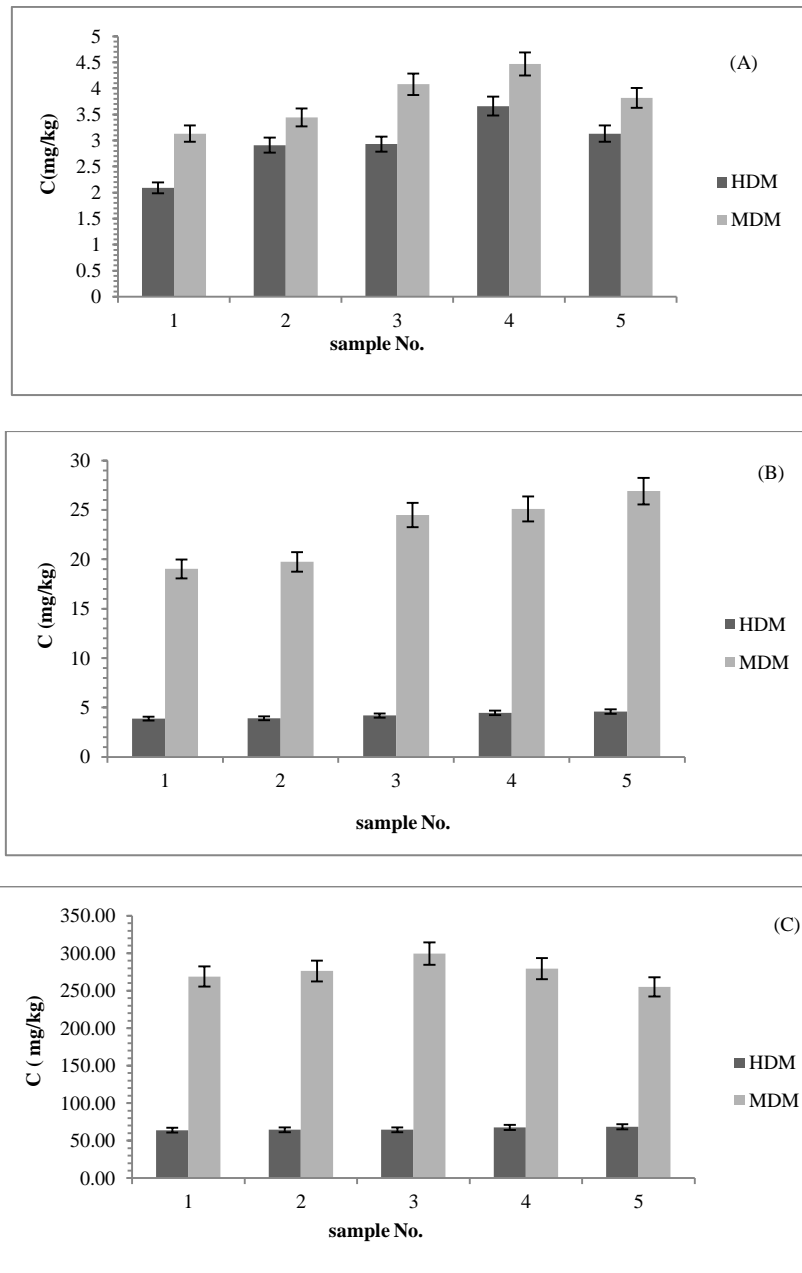 (A)
C(mg/kg)
5
4.5
4
3.5
3
2.5
2
1.5
1
0.5
0
1 2 3 4 5
sample No.
HDM
MDM
(B)
C (mg/kg)
30
25
20
15
10
5
0
1 2 3 4 5
sample No.
HDM
MDM
(C)
C ( mg/kg)
350.00
300.00
250.00
200.00
150.00
100.00
50.00
0.00
1 2 3 4 5
sample No.
HDM
MDM